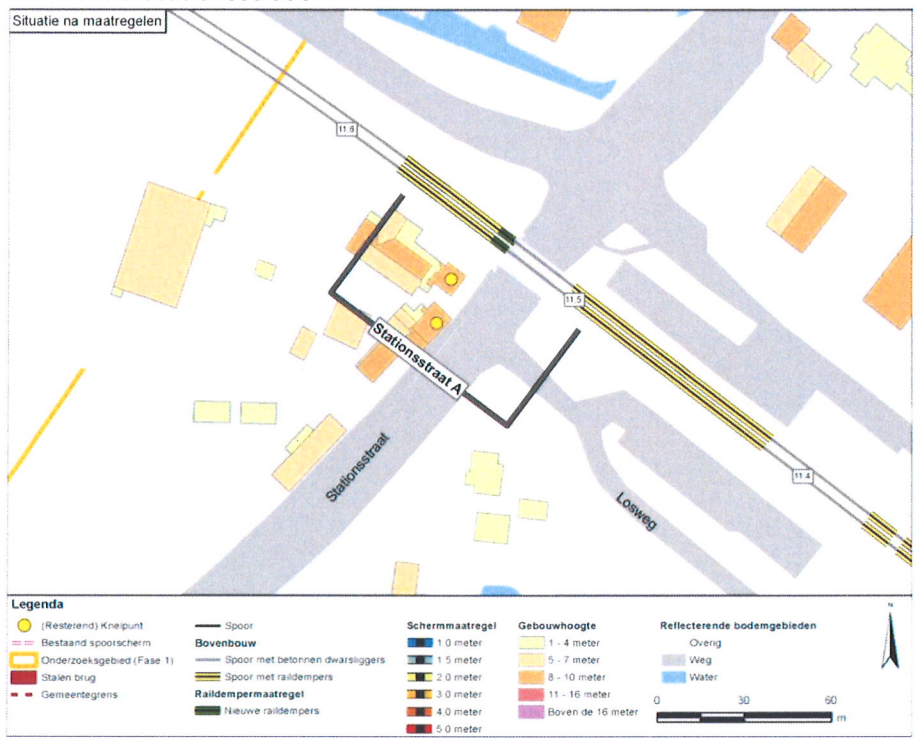 Situatie na maatregelen
11.6
11.5
Stationsstraat A
Stationsstraat
Losweg
11.4
Legenda
(Resterend) Knelpunt
Bestaand spoorscherm
Onderzoeksgebied (Fase 1)
Stalen brug
Gemeentegrens
Spoor
Bovenbouw
Spoor met betonnen dwarsliggers
Spoor met raildempers
Raildempermaatregel
Nieuwe raildempers
Schermmaatregel
1.0 meter
1.5 meter
2.0 meter
3.0 meter
4.0 meter
5.0 meter
Gebouwhoogte
1 - 4 meter
5 - 7 meter
8 - 10 meter
11 - 16 meter
Boven de 16 meter
Reflecterende bodemgebieden
Overig
Weg
Water
N
0 15 30 60
m